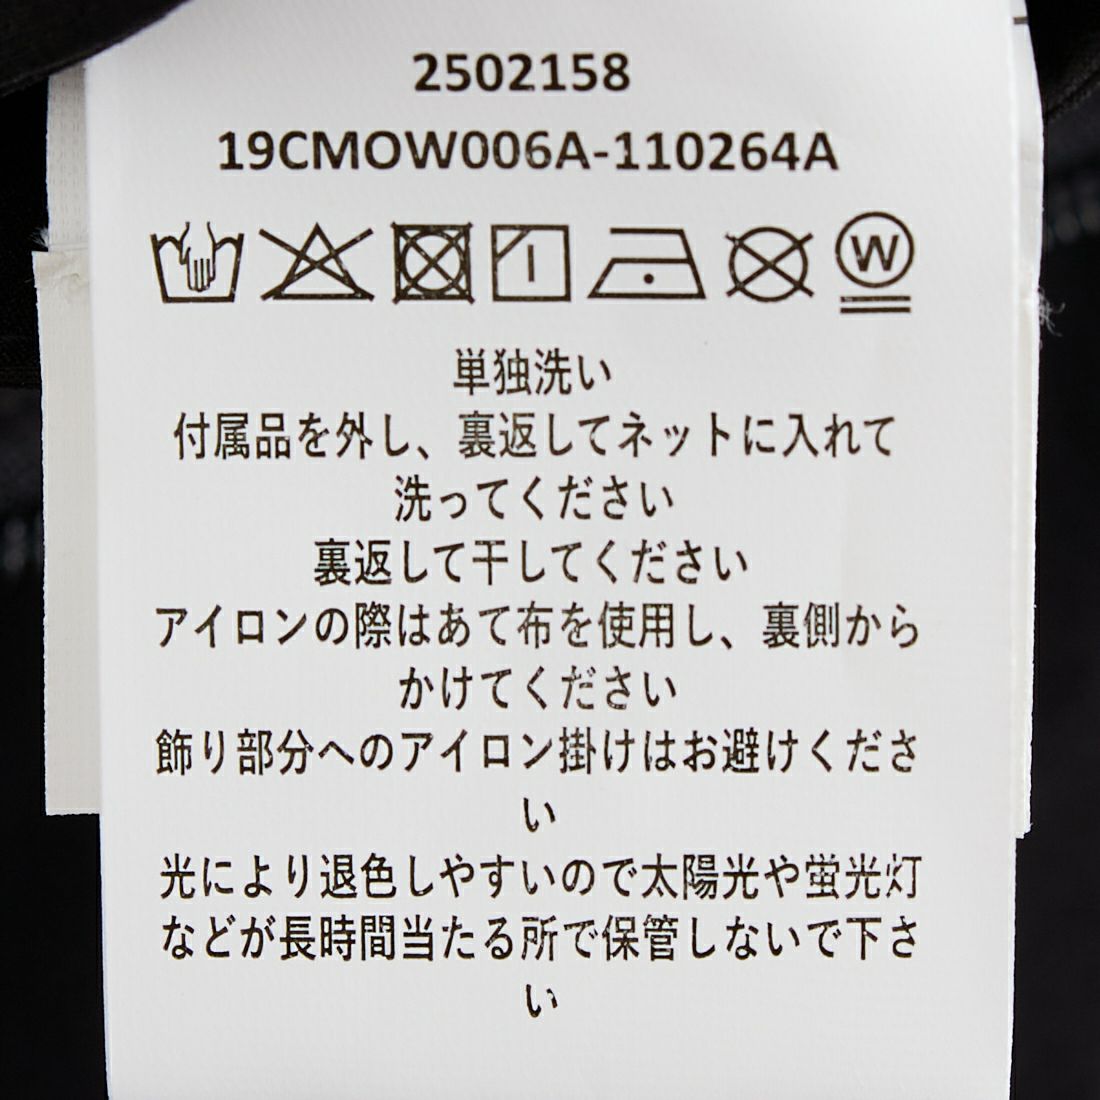 2502158
19CMOW006A-110264A
W
単独洗い
付属品を外し、裏返してネットに入れて
洗ってください
裏返して干してください
アイロンの際はあて布を使用し、裏側から
かけてください
飾り部分へのアイロン掛けはお避けくださ
い
光により退色しやすいので太陽光や蛍光灯
などが長時間当たる所で保管しないで下さ
い